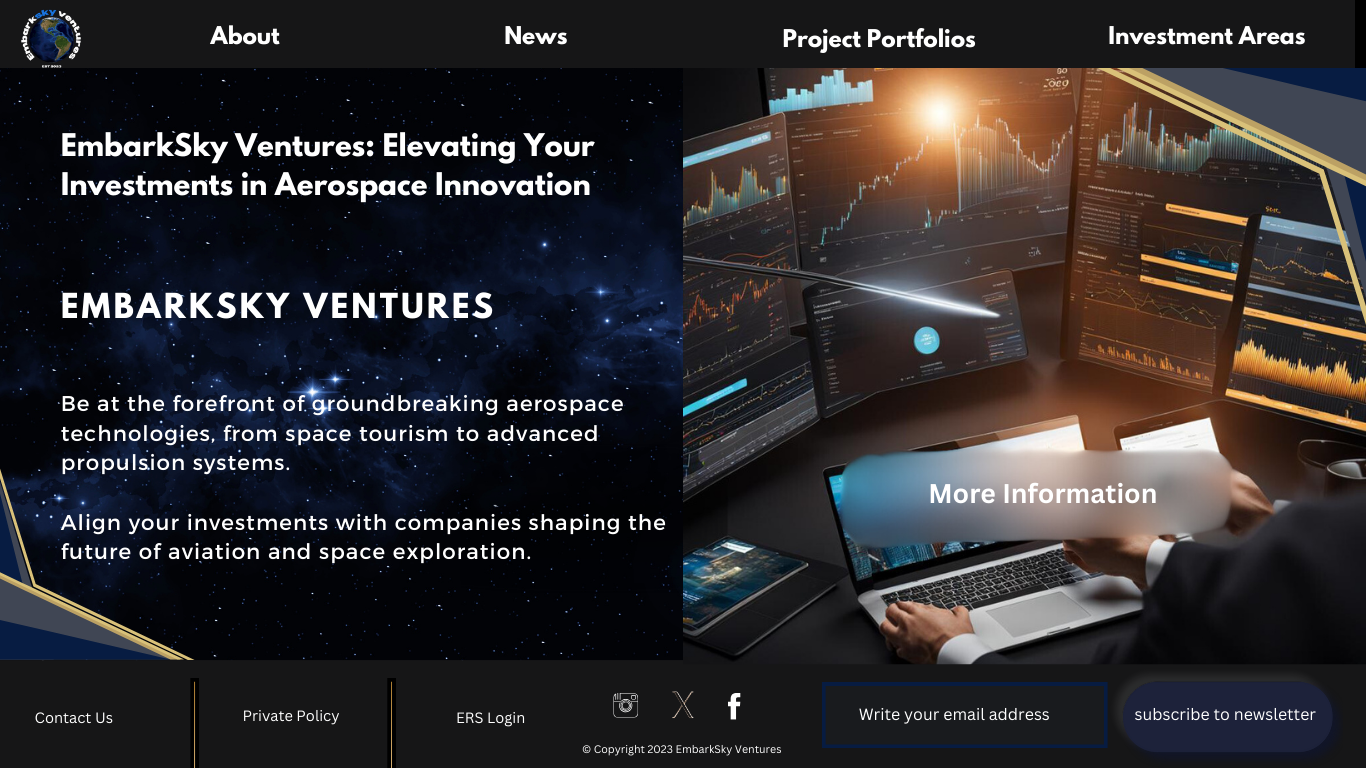 Embarksky Ventures
EST 2023
About
News
Project Portfolios
Investment Areas
EmbarkSky Ventures: Elevating Your
Investments in Aerospace Innovation
EMBARKSKY VENTURES
Be at the forefront of groundbreaking aerospace
technologies, from space tourism to advanced
propulsion systems.
Align your investments with companies shaping the
future of aviation and space exploration.
More Information
Contact Us
Private Policy
ERS Login
© Copyright 2023 EmbarkSky Ventures
Write your email address
subscribe to newsletter